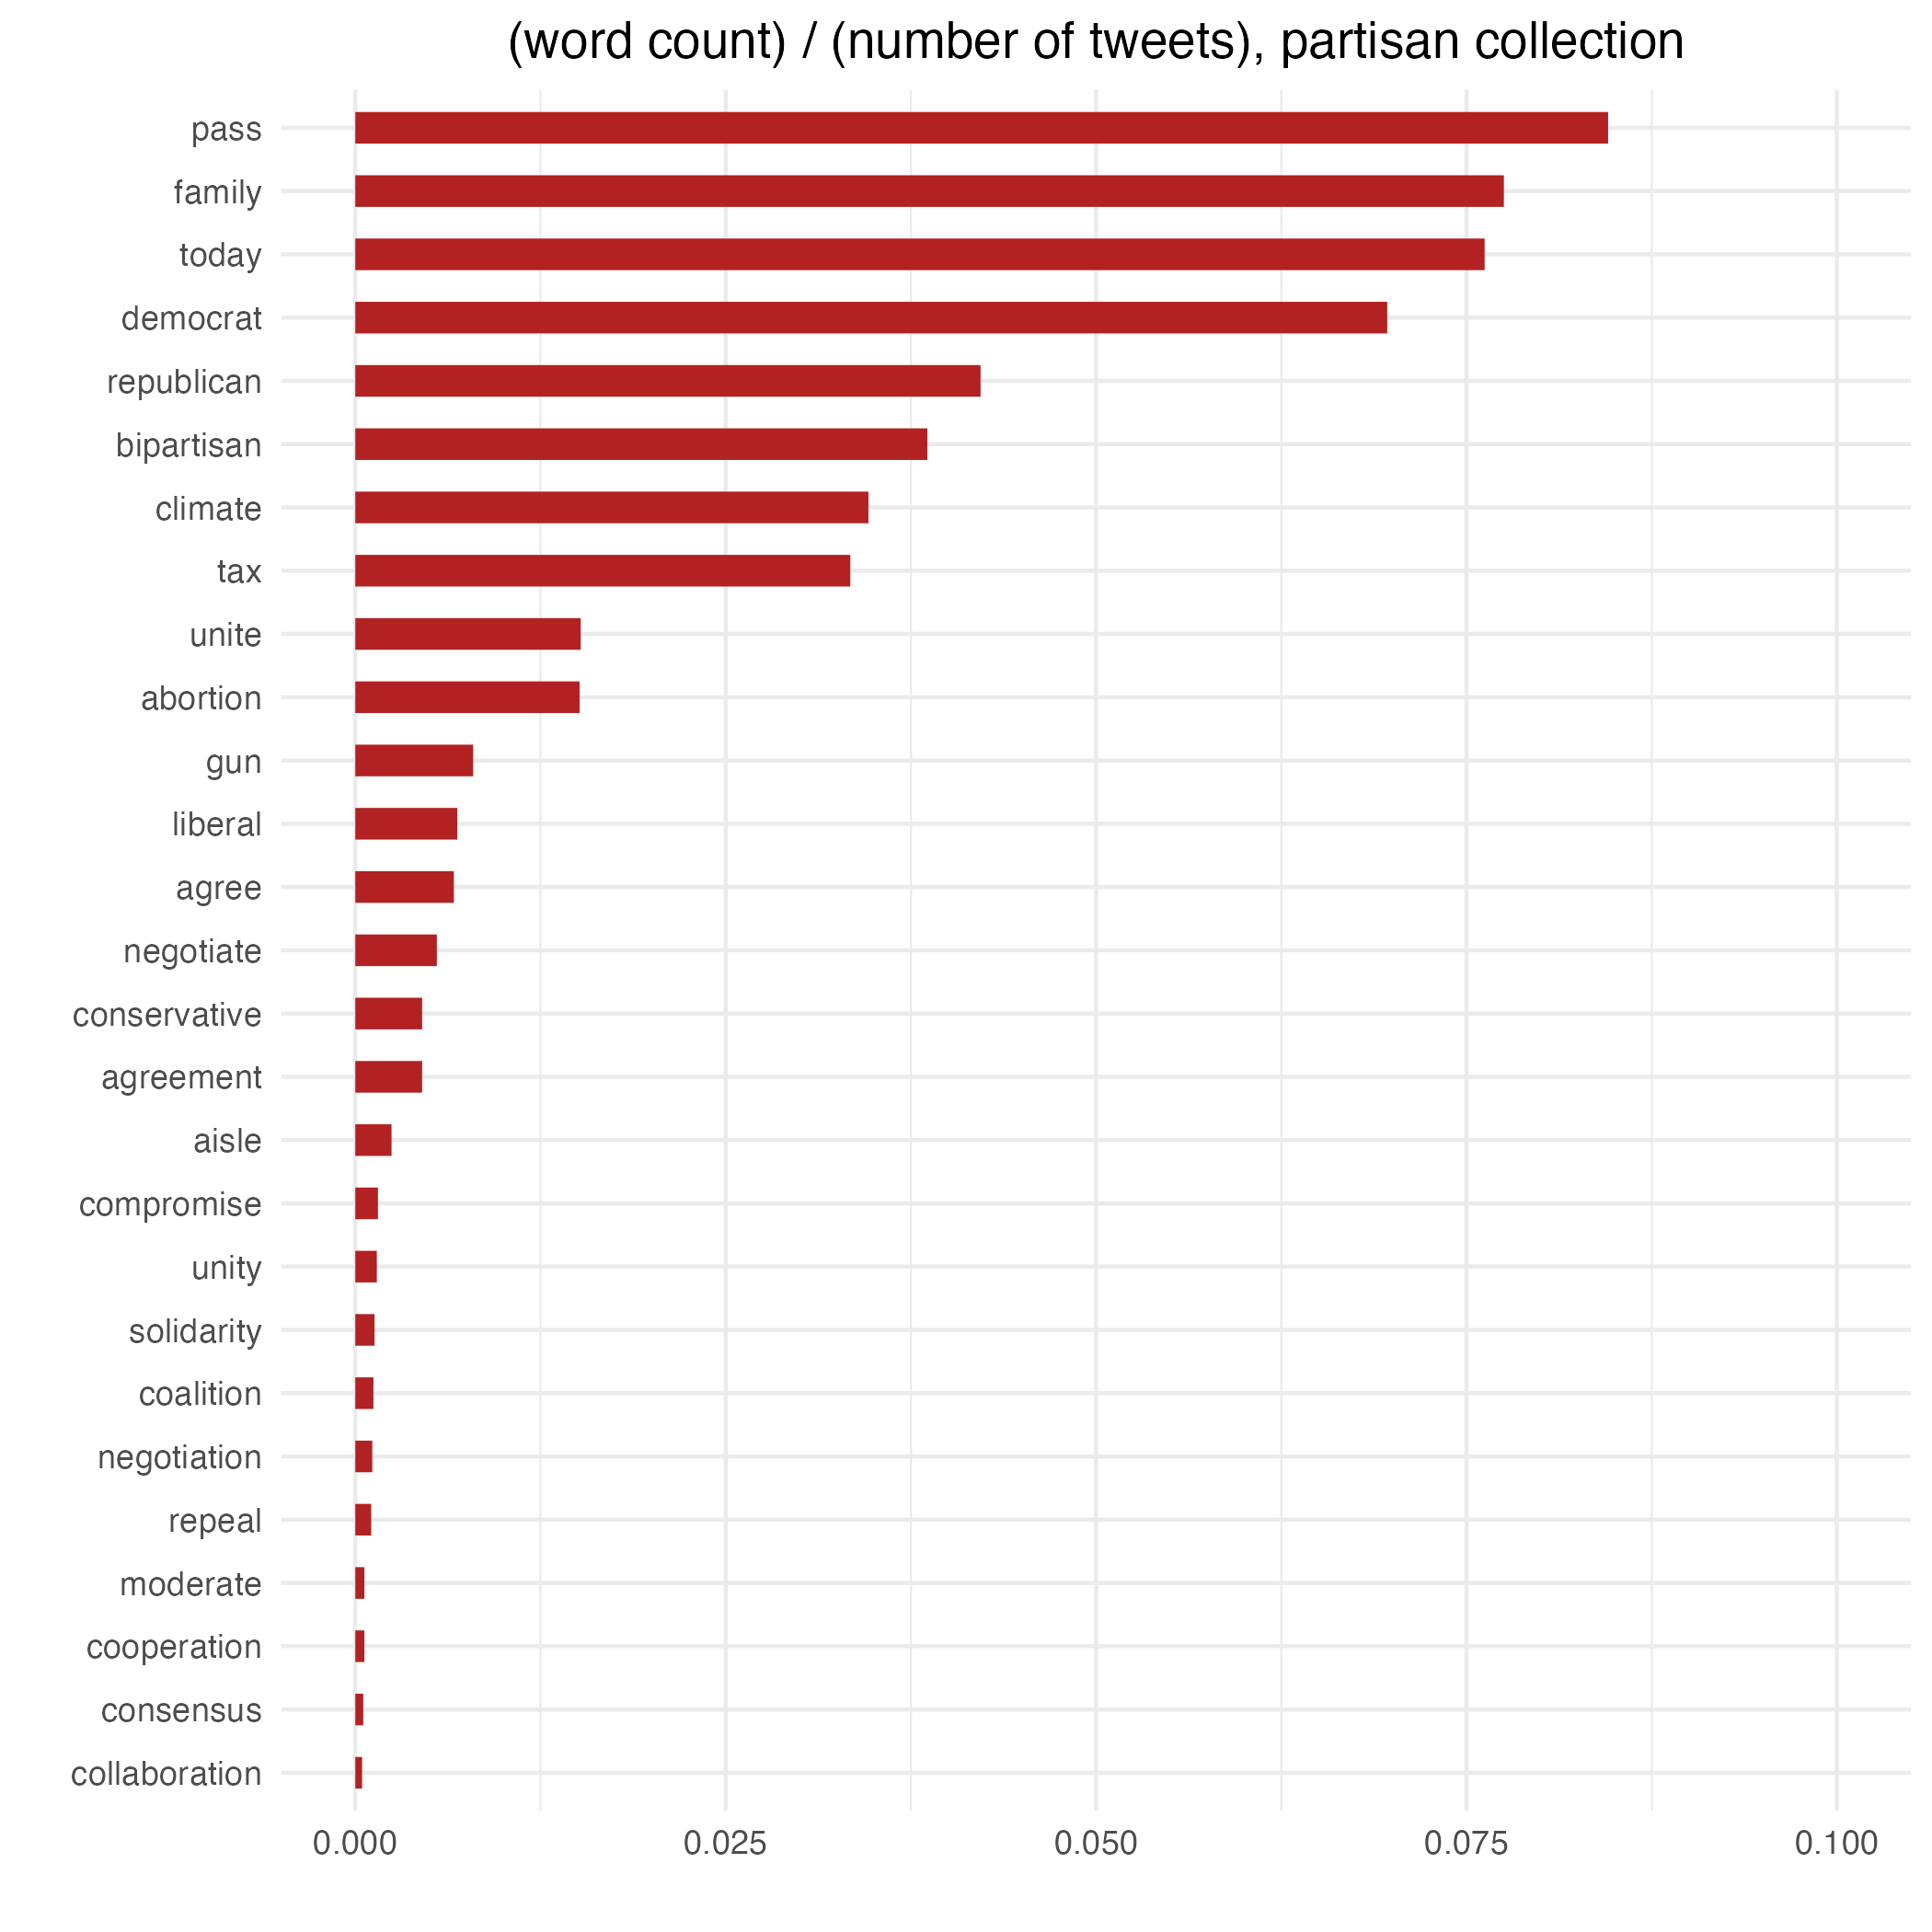 (word count) / (number of tweets), partisan collection
pass
family
today
democrat
republican
bipartisan
climate
tax
unite
abortion
gun
liberal
agree
negotiate
conservative
agreement
aisle
compromise
unity
solidarity
coalition
negotiation
repeal
moderate
cooperation
consensus
collaboration
0.000 0.025 0.050 0.075 0.100